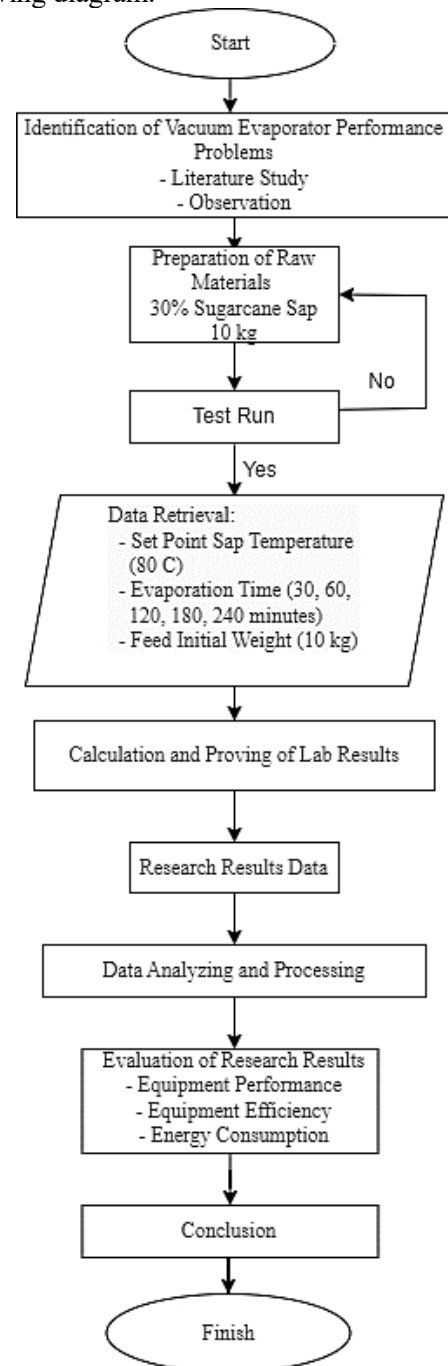 wing diagram.
Start
Identification of Vacuum Evaporator Performance
Problems
- Literature Study
- Observation
Preparation of Raw
Materials
30% Sugarcane Sap
10 kg
No
Test Run
Yes
Data Retrieval:
- Set Point Sap Temperature
(80 C)
- Evaporation Time (30, 60,
120, 180, 240 minutes)
- Feed Initial Weight (10 kg)
Calculation and Proving of Lab Results
Research Results Data
Data Analyzing and Processing
Evaluation of Research Results
- Equipment Performance
- Equipment Efficiency
- Energy Consumption
Conclusion
Finish